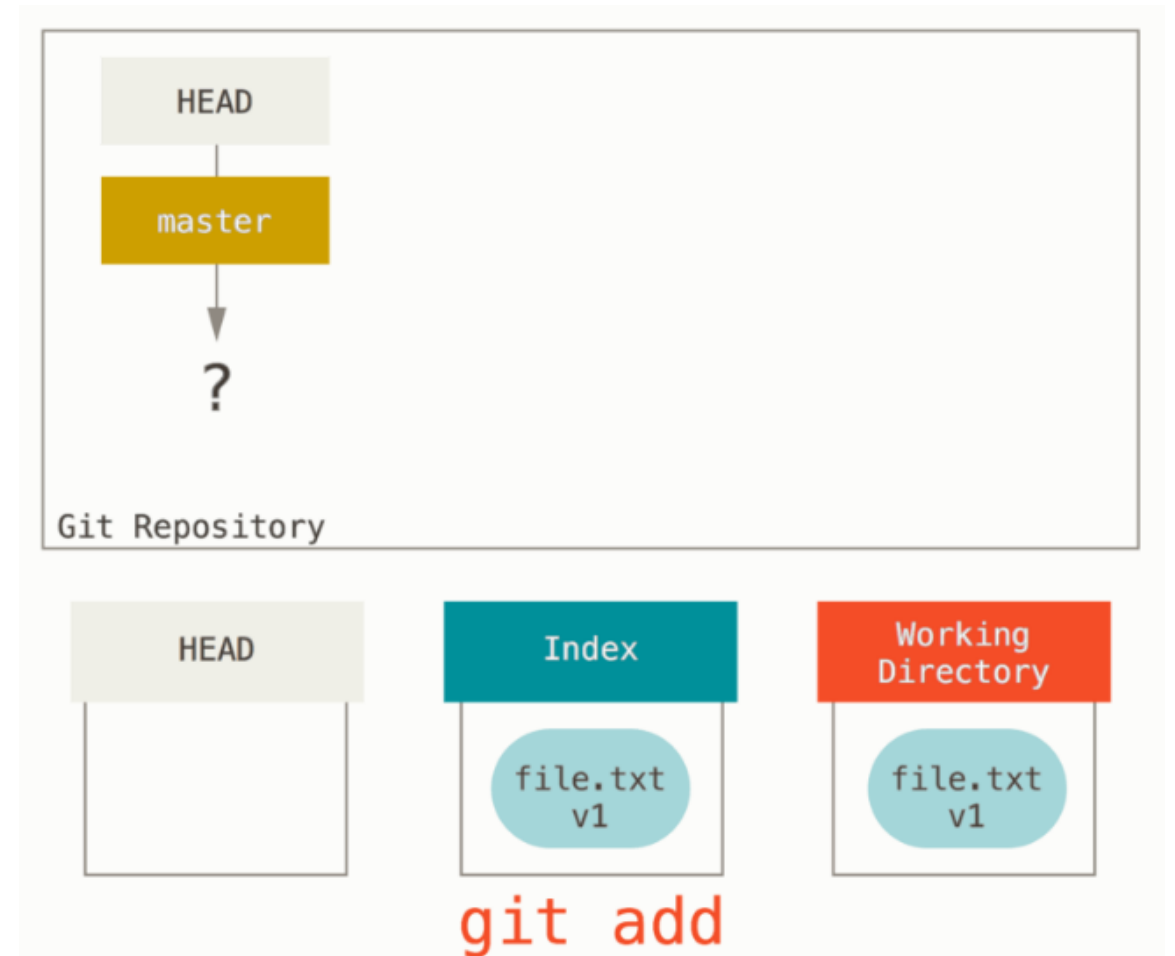 HEAD
master
?
Git Repository
HEAD
Index
Working
Directory
file.txt
v1
file.txt
v1
git add